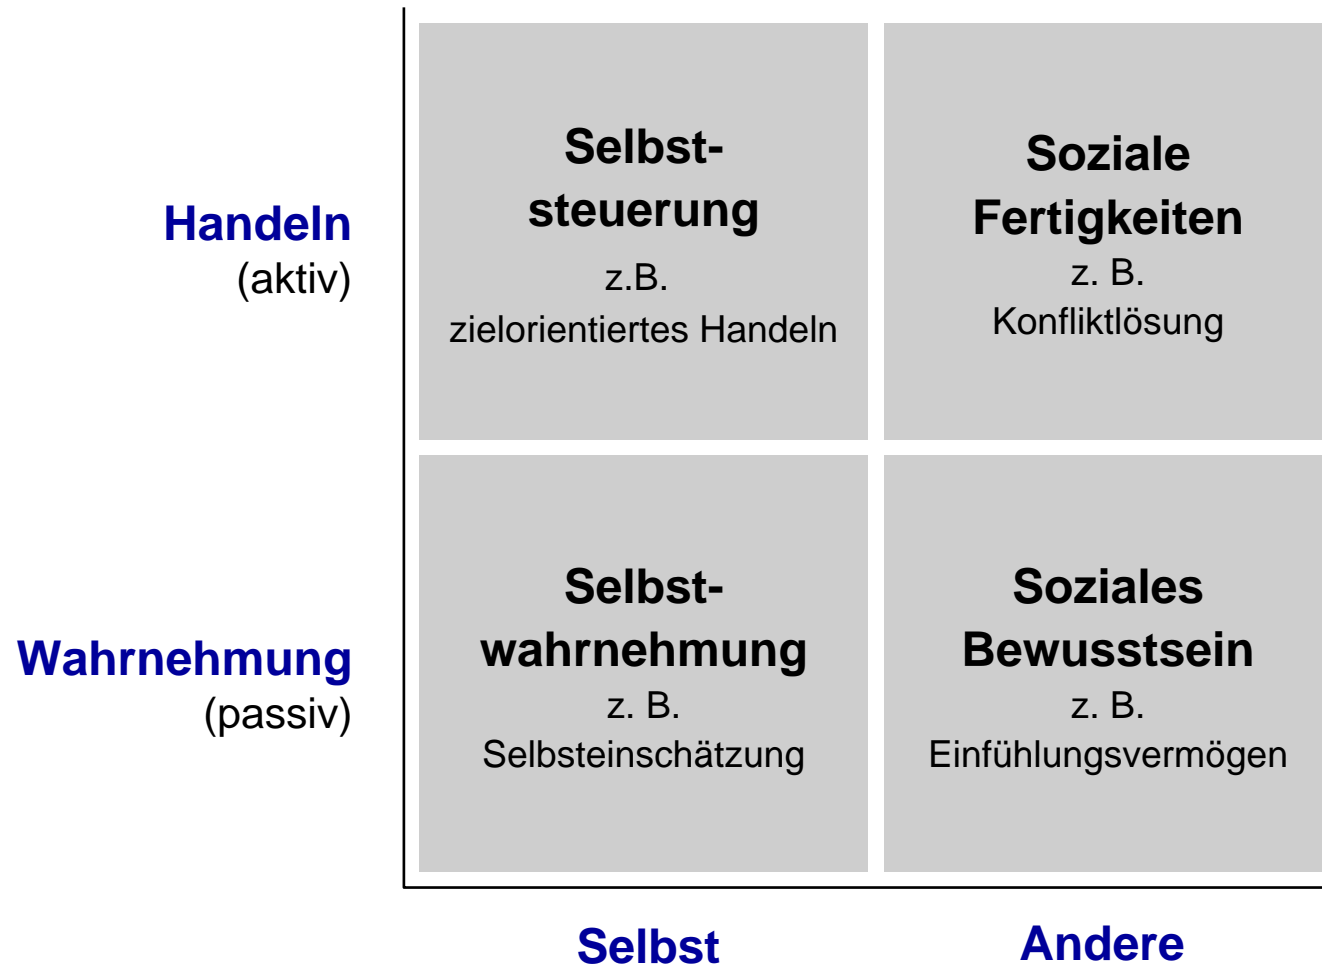 Handeln
(aktiv)
Selbst-
steuerung
z.B.
zielorientiertes Handeln
Soziale
Fertigkeiten
z. B.
Konfliktlösung
Wahrnehmung
(passiv)
Selbst-
wahrnehmung
z. B.
Selbsteinschätzung
Soziales
Bewusstsein
z. B.
Einfühlungsvermögen
Selbst
Andere